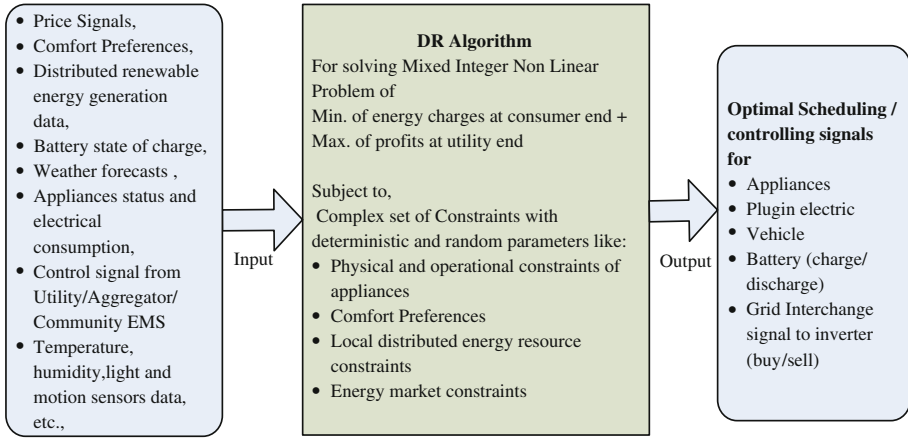 • Price Signals,
• Comfort Preferences,
• Distributed renewable
energy generation
data,
• Battery state of charge,
• Weather forecasts ,
• Appliances status and
electrical
consumption,
• Control signal from
Utility/Aggregator/
Community EMS
• Temperature,
humidity,light and
motion sensors data,
etc.,
Input
DR Algorithm
For solving Mixed Integer Non Linear
Problem of
Min. of energy charges at consumer end +
Max. of profits at utility end
Subject to,
Complex set of Constraints with
deterministic and random parameters like:
• Physical and operational constraints of
appliances
• Comfort Preferences
• Local distributed energy resource
constraints
• Energy market constraints
Output
Optimal Scheduling /
controlling signals
for
• Appliances
• Plugin electric
• Vehicle
• Battery (charge/
discharge)
• Grid Interchange
signal to inverter
(buy/sell)